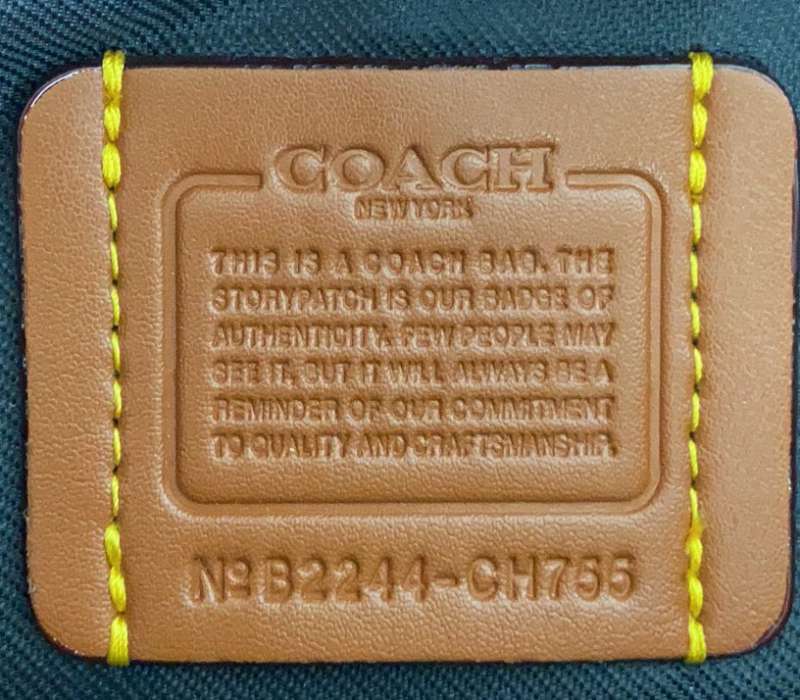 COACH
NEW YORK
THIS IS A COACH BAG. THE
STORYPATCH IS OUR BADGE OF
AUTHENTICITY. FEW PEOPLE MAY
SEE IT, BUT IT WILL ALWAYS BE A
REMINDER OF OUR COMMITMENT
TO QUALITY AND CRAFTSMANSHIP.
Nº B2244-CH755